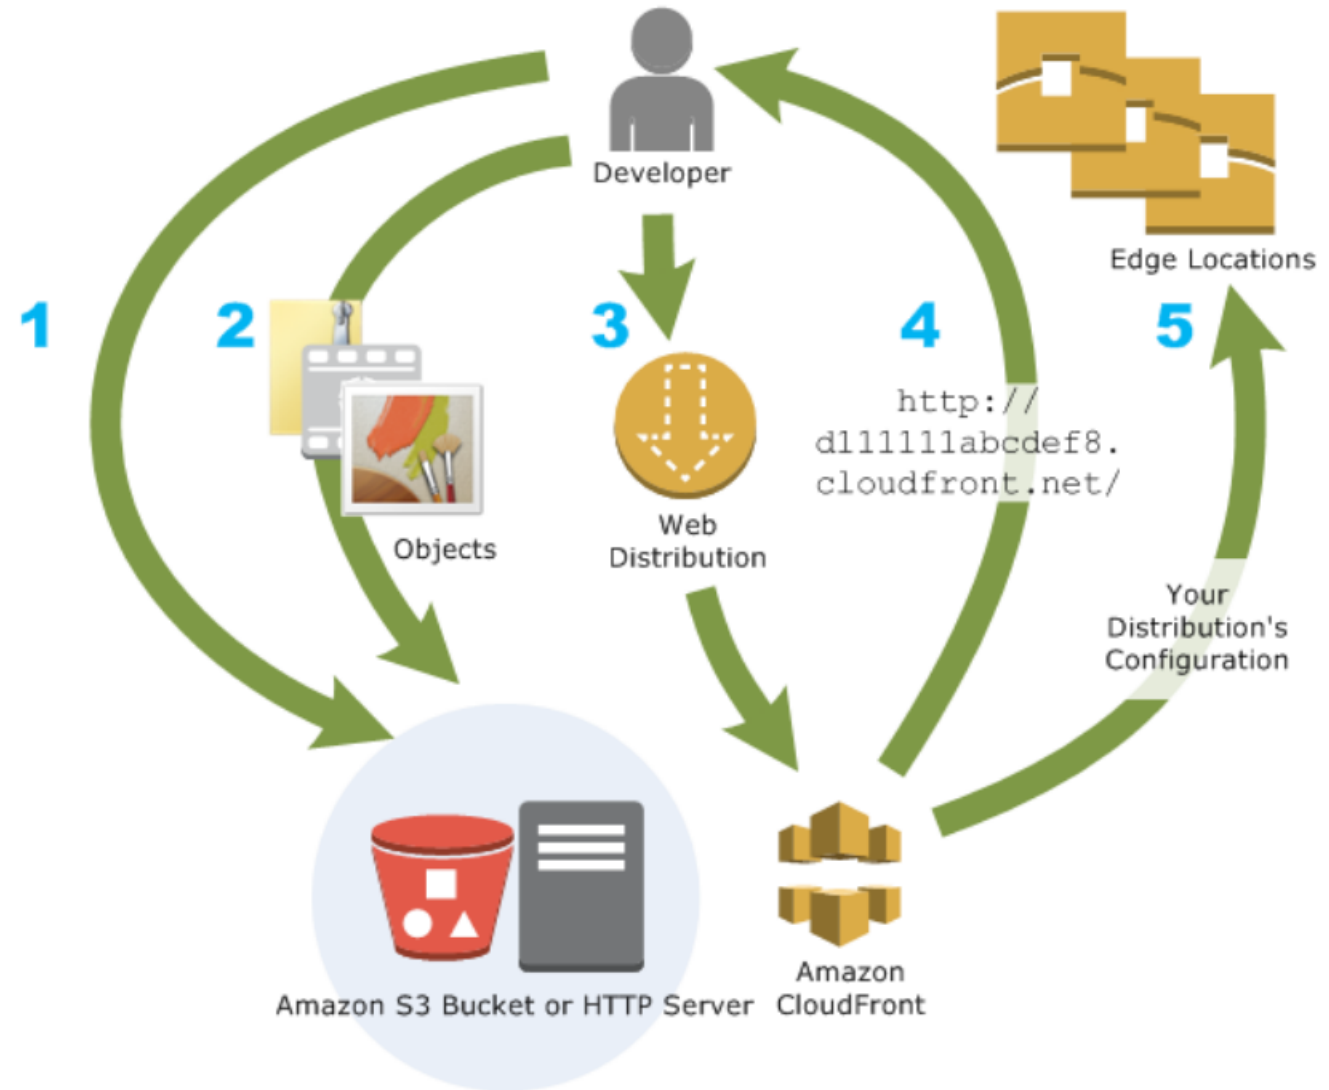 Developer
Edge Locations
1
2
3
4
5
http://
d111111abcdef8.
cloudfront.net/
Objects
Web
Distribution
Your
Distribution's
Configuration
Amazon S3 Bucket or HTTP Server
Amazon
CloudFront